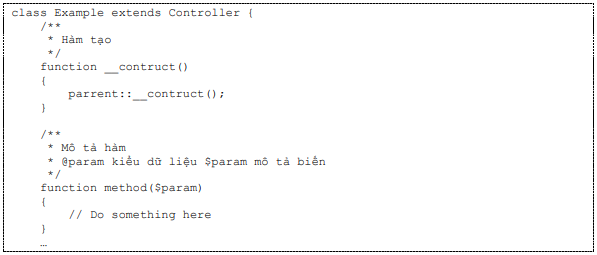 class Example extends Controller {
/**
* Hàm tạo
*/
function __contruct()
{
parrent::__contruct();
}
/**
* Mô tả hàm
* @param kiểu dữ liệu $param mô tả biến
*/
function method($param)
{
// Do something here
}
…